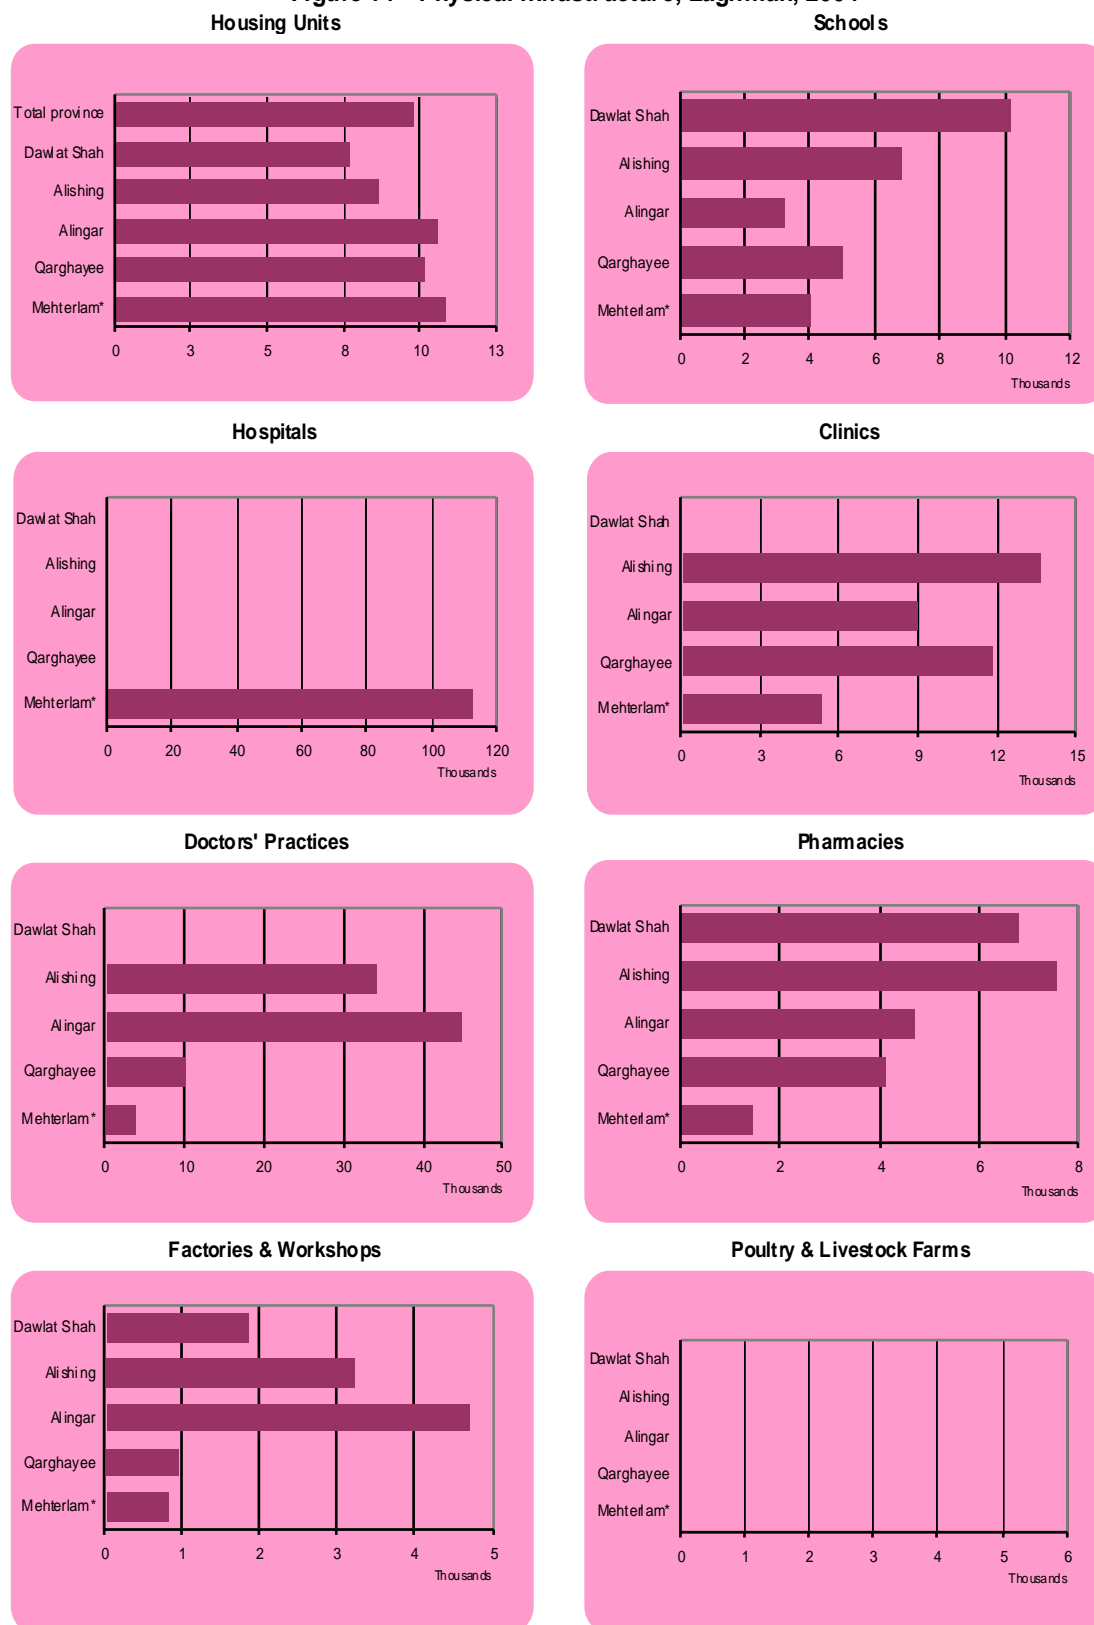 Housing Units
Total province
Dawlat Shah
Alishing
Alingar
Qarghayee
Mehterlam*
0 3 5 8 10 13
Schools
Dawlat Shah
Alishing
Alingar
Qarghayee
Mehterlam*
0 2 4 6 8 10 12
Thousands
Hospitals
Dawlat Shah
Alishing
Alingar
Qarghayee
Mehterlam*
0 20 40 60 80 100 120
Thousands
Clinics
Dawlat Shah
Alishing
Alingar
Qarghayee
Mehterlam*
0 3 6 9 12 15
Thousands
Doctors' Practices
Dawlat Shah
Alishing
Alingar
Qarghayee
Mehterlam*
0 10 20 30 40 50
Thousands
Pharmacies
Dawlat Shah
Alishing
Alingar
Qarghayee
Mehterlam*
0 2 4 6 8
Thousands
Factories & Workshops
Dawlat Shah
Alishing
Alingar
Qarghayee
Mehterlam*
0 1 2 3 4 5
Thousands
Poultry & Livestock Farms
Dawlat Shah
Alishing
Alingar
Qarghayee
Mehterlam*
0 1 2 3 4 5 6
Thousands